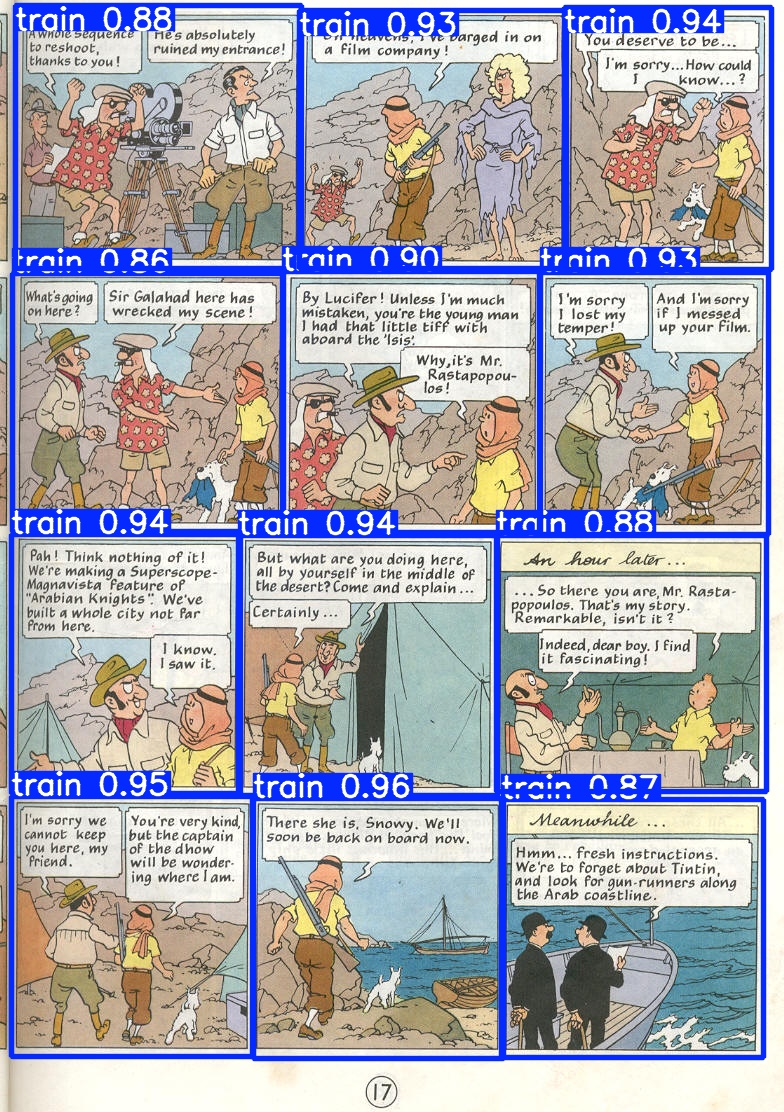 train 0.88
A whole sequence
to reshoot,
thanks to you!
He's absolutely
ruined my entrance!
train 0.93
heavens, I've barged in on
a film company!
train 0.94
You deserve to be...
I'm sorry... How could
I know...?
train 0.86
What's going
on here?
Sir Galahad here has
wrecked my scene!
train 0.90
By Lucifer! Unless I'm much
mistaken, you're the young man
I had that little tiff with
aboard the 'Isis'.
Why, it's Mr.
Rastapopou-
los!
train 0.93
I'm sorry
I lost my
temper!
And I'm sorry
if I messed
up your film.
train 0.94
Pah! Think nothing of it!
We're making a Superscope-
Magnavista feature of
"Arabian Knights". We've
built a whole city not far
from here.
I know.
I saw it.
train 0.94
But what are you doing here,
all by yourself in the middle of
the desert? Come and explain...
Certainly...
train 0.88
An hour later...
...So there you are, Mr. Rasta-
popoulos. That's my story.
Remarkable, isn't it?
Indeed, dear boy. I find
it fascinating!
train 0.95
I'm sorry we
cannot keep
you here, my
friend.
You're very kind,
but the captain
of the dhow
will be wonder-
ing where I am.
train 0.96
There she is, Snowy. We'll
soon be back on board now.
train 0.87
Meanwhile...
Hmm... fresh instructions.
We're to forget about Tintin,
and look for gun-runners along
the Arab coastline.
17